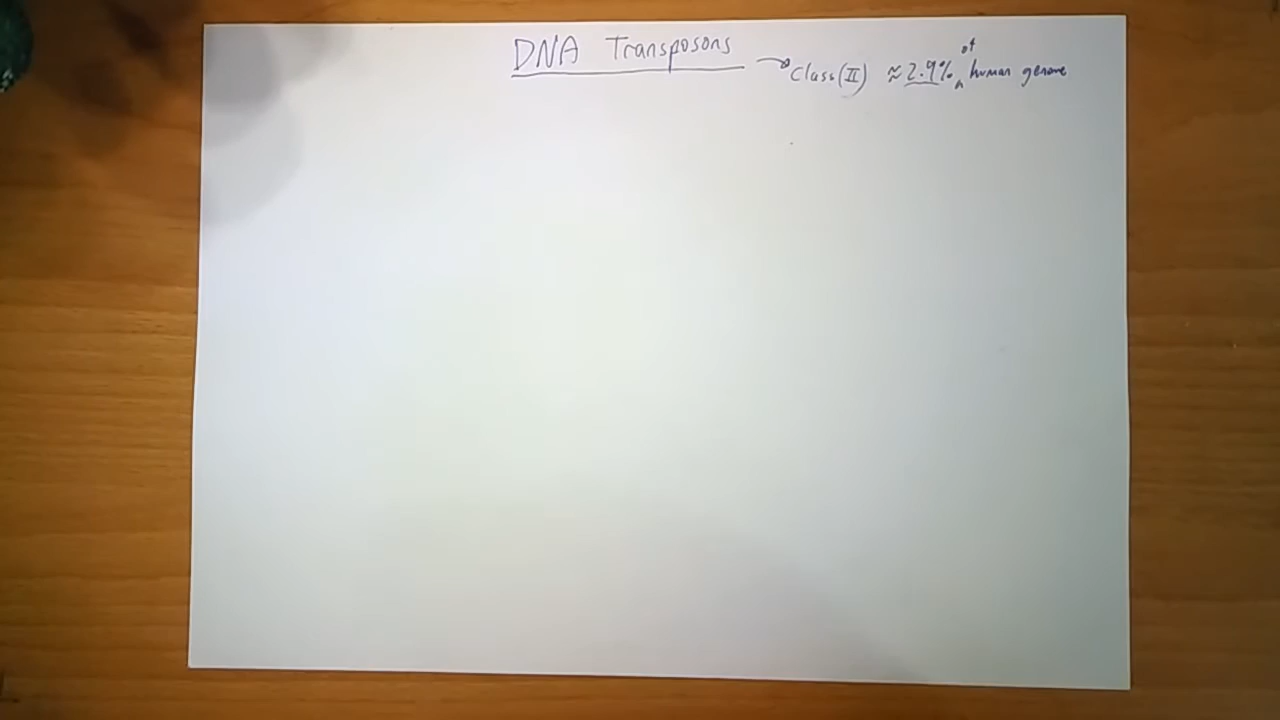 DNA Transposons
Class (II) ≈ 2.9% of human genome